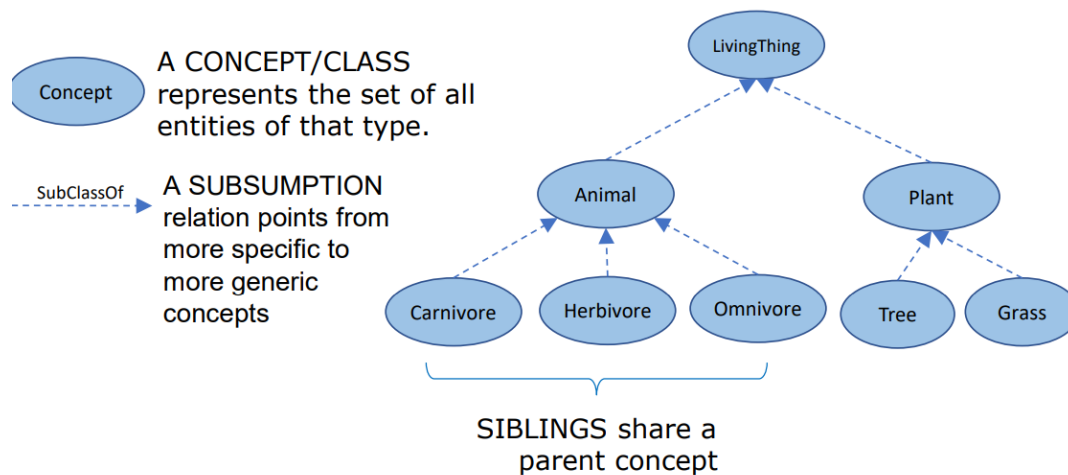 LivingThing
Concept
A CONCEPT/CLASS
represents the set of all
entities of that type.
SubClassOf
A SUBSUMPTION
relation points from
more specific to
more generic
concepts
Animal
Plant
Carnivore
Herbivore
Omnivore
Tree
Grass
SIBLINGS share a
parent concept